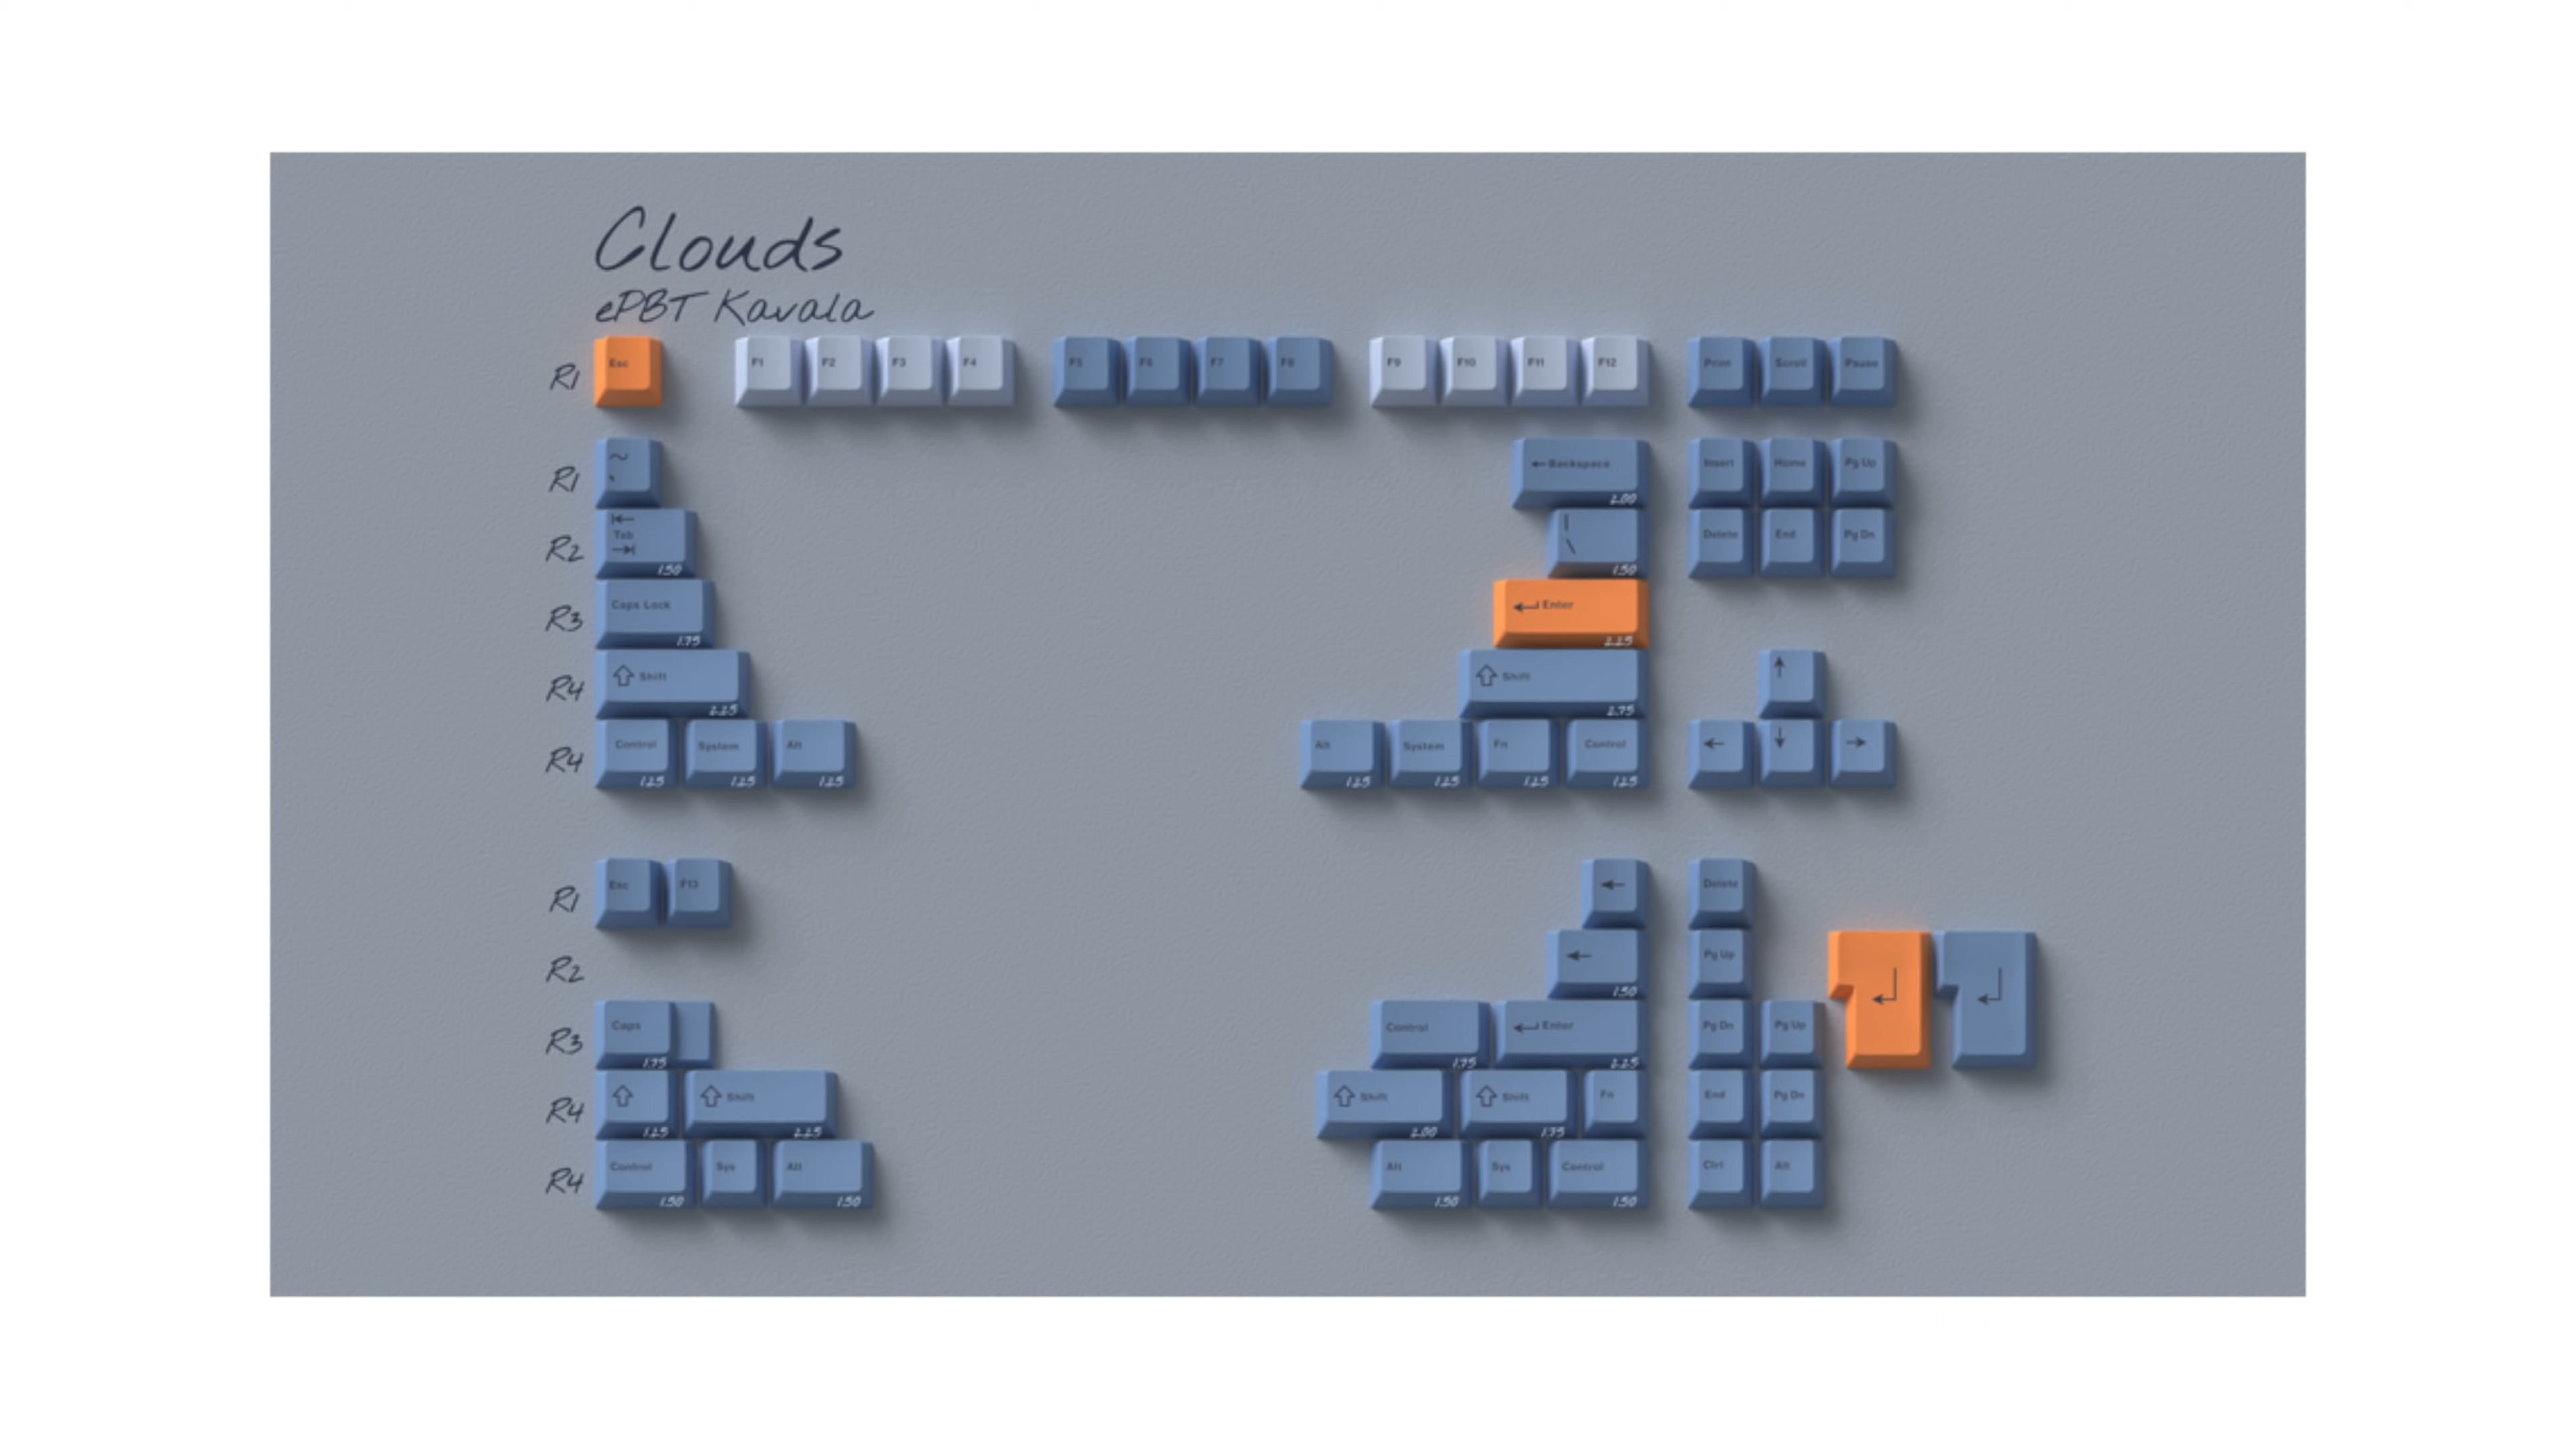 Clouds
ePBT Kavala
R1 Esc F1 F2 F3 F4 F5 F6 F7 F8 F9 F10 F11 F12 Print Scroll Pause
R1 ~ ← Backspace Insert Home Pg Up
` 2.00
R2 Tab | Delete End Pg Dn
1.50 \ 1.50
R3 Caps Lock Enter
1.75 2.25
R4 ⇧ Shift ⇧ Shift ↑
2.25 2.75
R4 Control System Alt Alt System Fn Control ← ↓ →
1.25 1.25 1.25 1.25 1.25 1.25 1.25
R1 Esc F13 ← Delete
R2 ← Pg Up
1.50
R3 Caps Control Enter Pg Dn Pg Up
1.75 1.75 2.25
R4 ⇧ ⇧ Shift ⇧ Shift ⇧ Shift Fn End Pg Dn
1.25 2.25 2.00 1.75
R4 Control Sys Alt Alt Sys Control Ctrl Alt
1.50 1.50 1.50 1.50